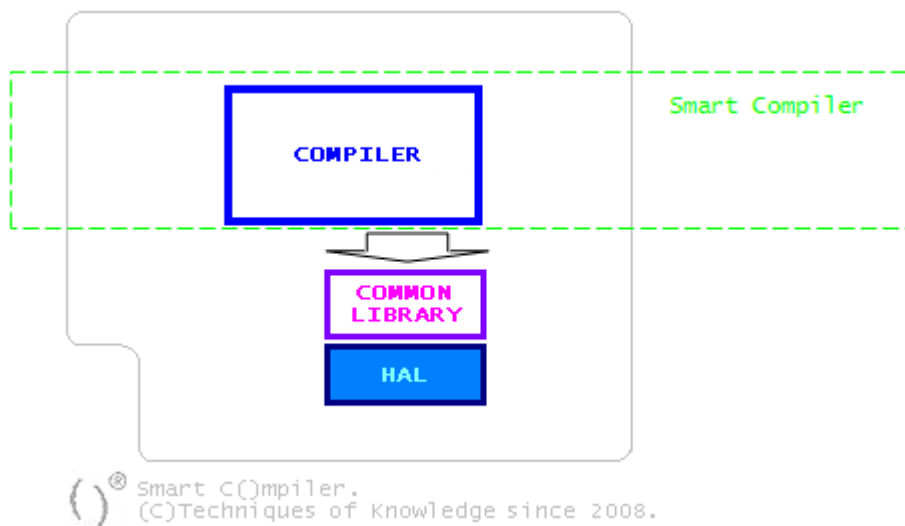 Smart Compiler
COMPILER
COMMON
LIBRARY
HAL
()® Smart C()mpiler.
(C)Techniques of Knowledge since 2008.